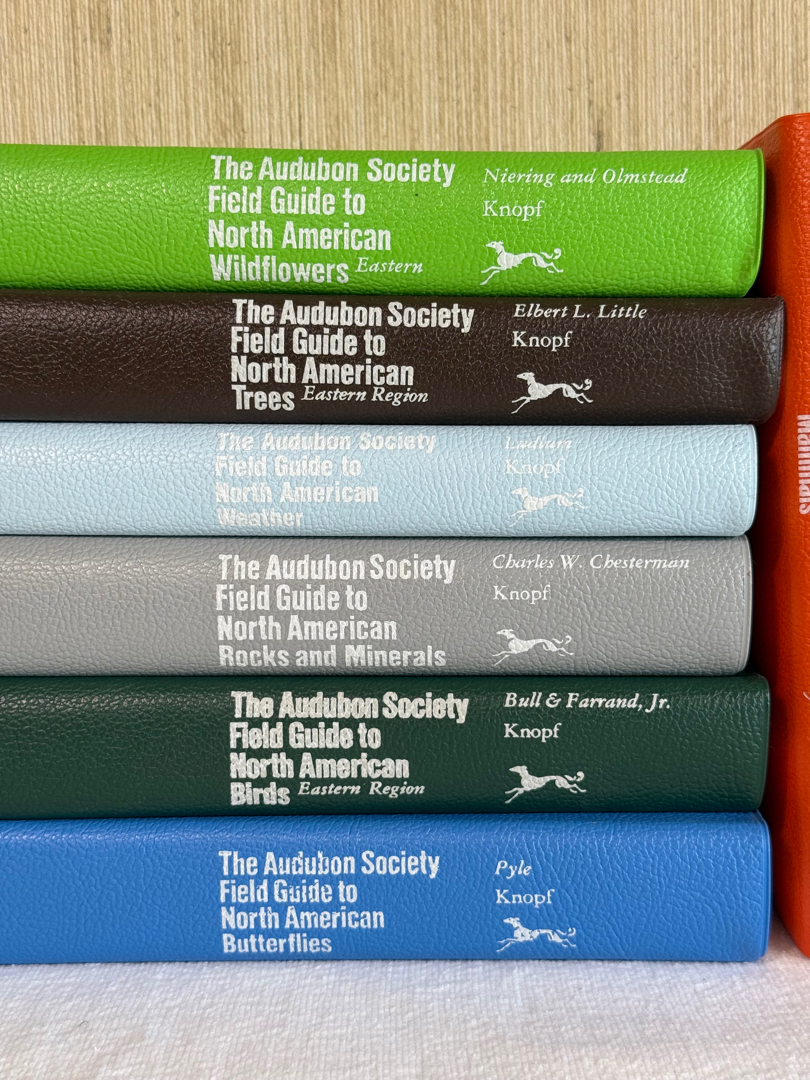 The Audubon Society
Field Guide to
North American
Wildflowers Eastern
Niering and Olmstead
Knopf
The Audubon Society
Field Guide to
North American
Trees Eastern Region
Elbert L. Little
Knopf
The Audubon Society
Field Guide to
North American
Weather
Ludlum
Knopf
The Audubon Society
Field Guide to
North American
Rocks and Minerals
Charles W. Chesterman
Knopf
The Audubon Society
Field Guide to
North American
Birds Eastern Region
Bull & Farrand, Jr.
Knopf
The Audubon Society
Field Guide to
North American
Butterflies
Pyle
Knopf
Mammals